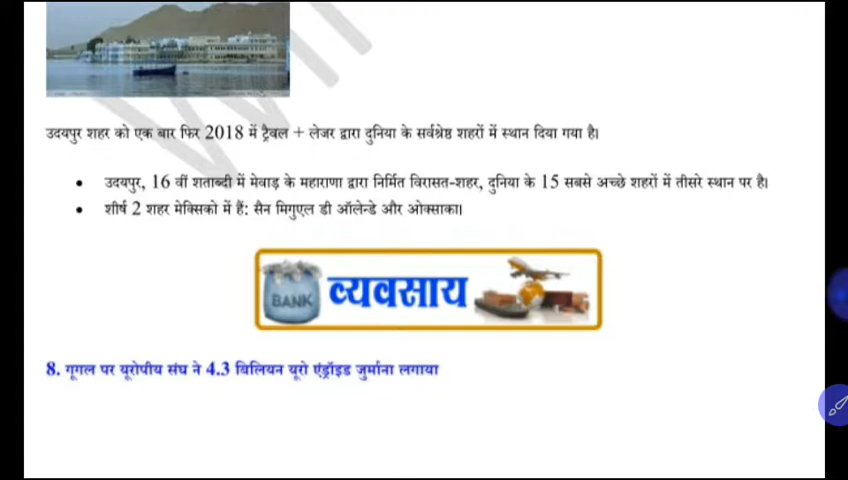 उदयपुर शहर को एक बार फिर 2018 में ट्रैवल + लेजर द्वारा दुनिया के सर्वश्रेष्ठ शहरों में स्थान दिया गया है।
• उदयपुर, 16 वीं शताब्दी में मेवाड़ के महाराणा द्वारा निर्मित विरासत-शहर, दुनिया के 15 सबसे अच्छे शहरों में तीसरे स्थान पर है।
• शीर्ष 2 शहर मेक्सिको में हैं: सैन मिगुएल डी ऑलेन्डे और ओक्साका।
BANK व्यवसाय
8. गूगल पर यूरोपीय संघ ने 4.3 बिलियन यूरो एंड्रॉइड जुर्माना लगाया